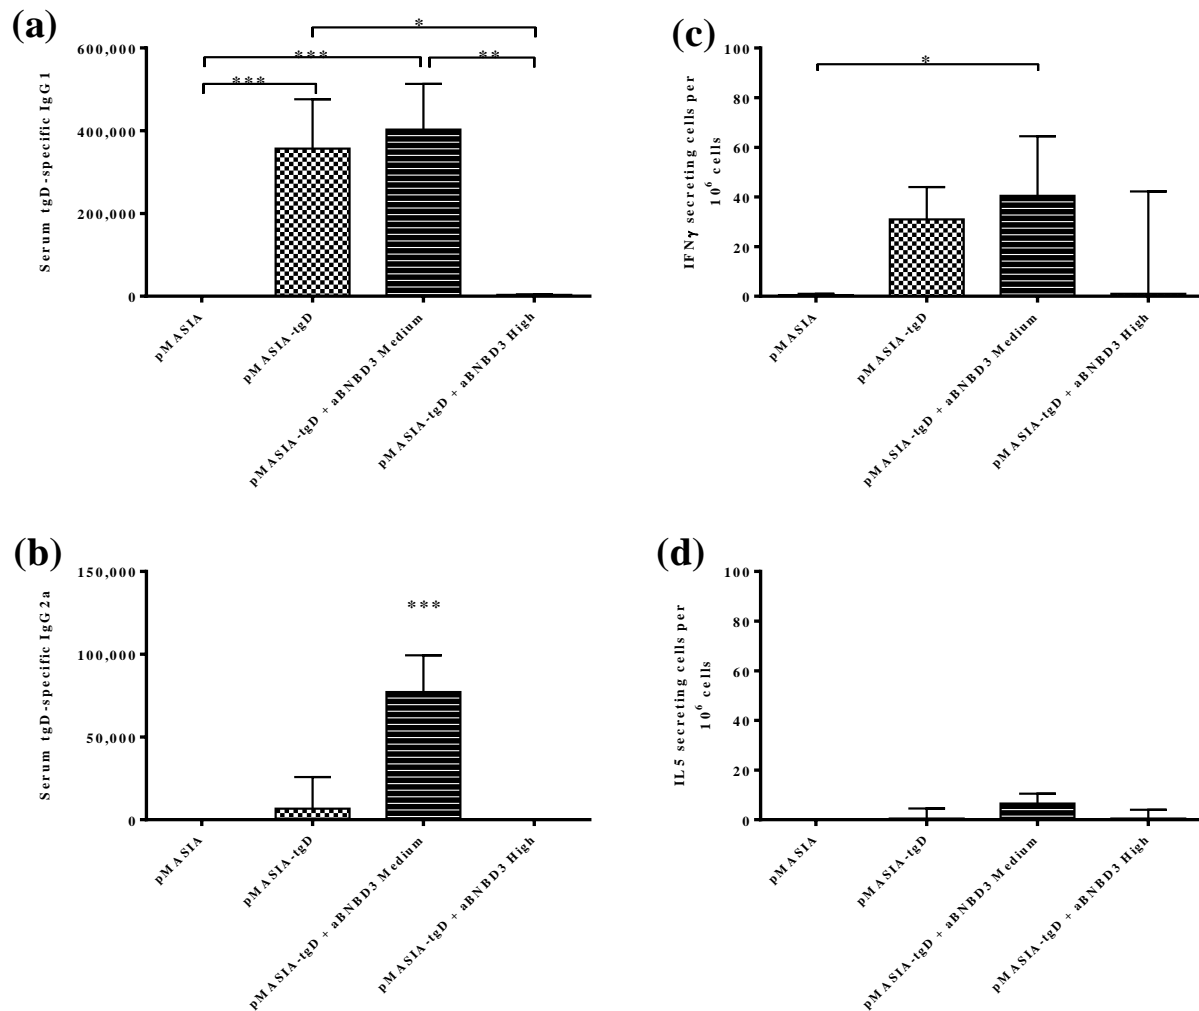 (a)
Serum tgD-specific IgG1
600,000
400,000
200,000
0
*
***
**
***
pMASIA
pMASIA-tgD
pMASIA-tgD + aBNBD3 Medium
pMASIA-tgD + aBNBD3 High
(c)
IFNγ secreting cells per
10⁶ cells
100
80
60
40
20
0
*
pMASIA
pMASIA-tgD
pMASIA-tgD + aBNBD3 Medium
pMASIA-tgD + aBNBD3 High
(b)
Serum tgD-specific IgG2a
150,000
100,000
50,000
0
***
pMASIA
pMASIA-tgD
pMASIA-tgD + aBNBD3 Medium
pMASIA-tgD + aBNBD3 High
(d)
IL5 secreting cells per
10⁶ cells
100
80
60
40
20
0
pMASIA
pMASIA-tgD
pMASIA-tgD + aBNBD3 Medium
pMASIA-tgD + aBNBD3 High